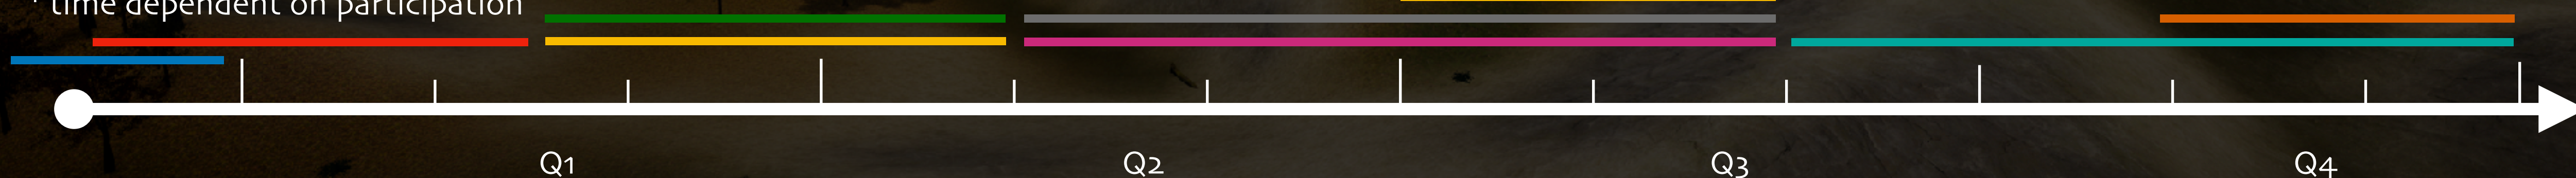 * time dependent on participation
Q1 Q2 Q3 Q4